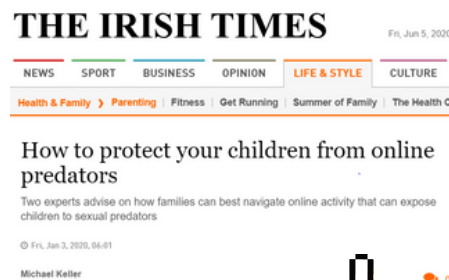 THE IRISH TIMES
Fri, Jun 5, 2020
NEWS SPORT BUSINESS OPINION LIFE & STYLE CULTURE
Health & Family ❯ Parenting | Fitness | Get Running | Summer of Family | The Health
How to protect your children from online
predators
Two experts advise on how families can best navigate online activity that can expose
children to sexual predators
Fri, Jan 3, 2020, 06:01
Michael Keller